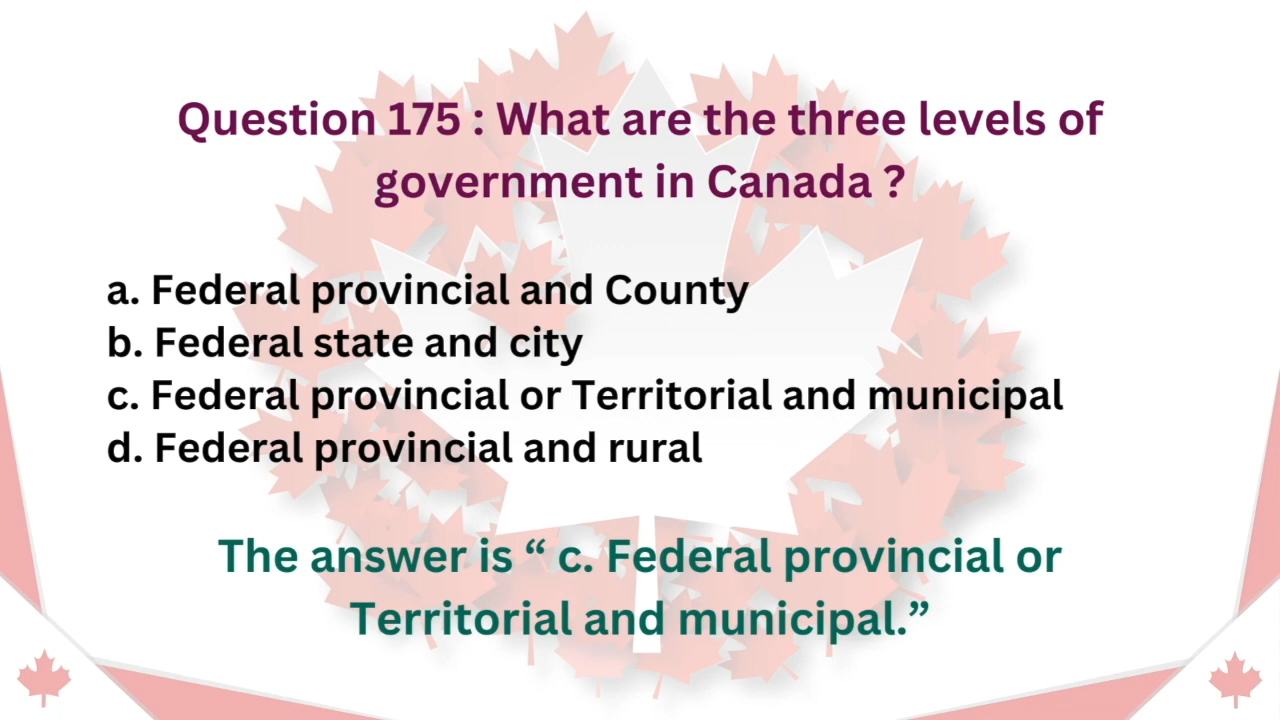 Question 175 : What are the three levels of
government in Canada ?
a. Federal provincial and County
b. Federal state and city
c. Federal provincial or Territorial and municipal
d. Federal provincial and rural
The answer is “ c. Federal provincial or
Territorial and municipal.”